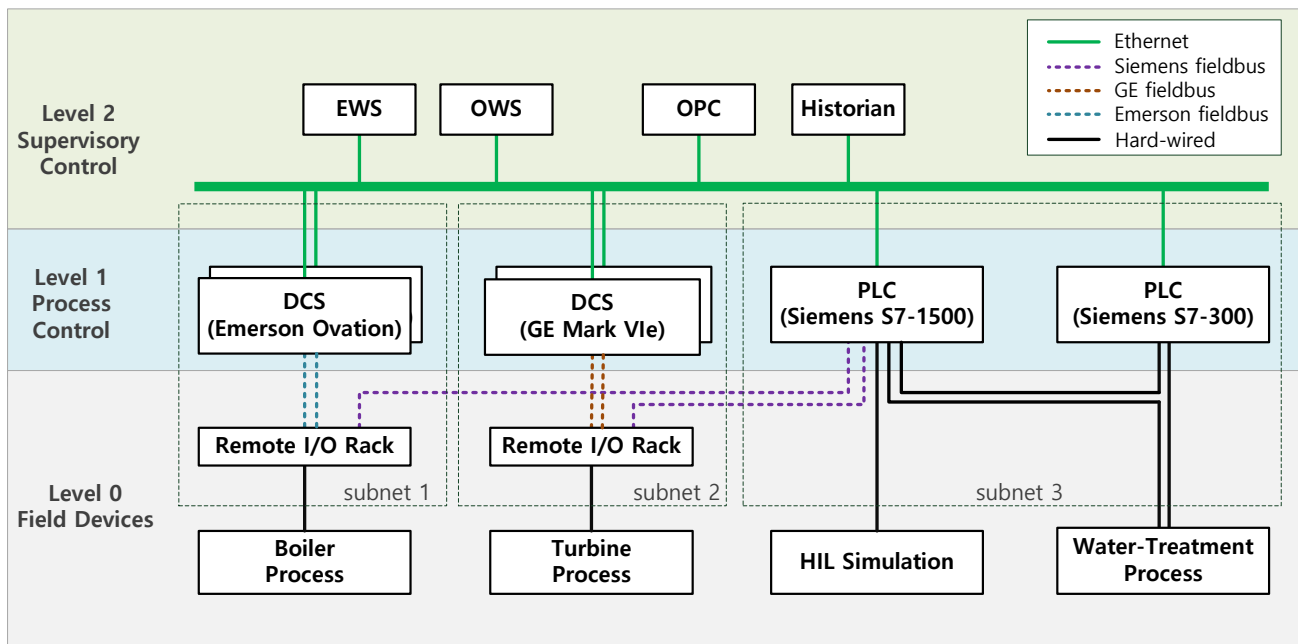 Ethernet
Siemens fieldbus
GE fieldbus
Emerson fieldbus
Hard-wired
Level 2
Supervisory
Control
EWS
OWS
OPC
Historian
Level 1
Process
Control
DCS
(Emerson Ovation)
DCS
(GE Mark VIe)
PLC
(Siemens S7-1500)
PLC
(Siemens S7-300)
Remote I/O Rack
Remote I/O Rack
subnet 1
subnet 2
subnet 3
Level 0
Field Devices
Boiler
Process
Turbine
Process
HIL Simulation
Water-Treatment
Process